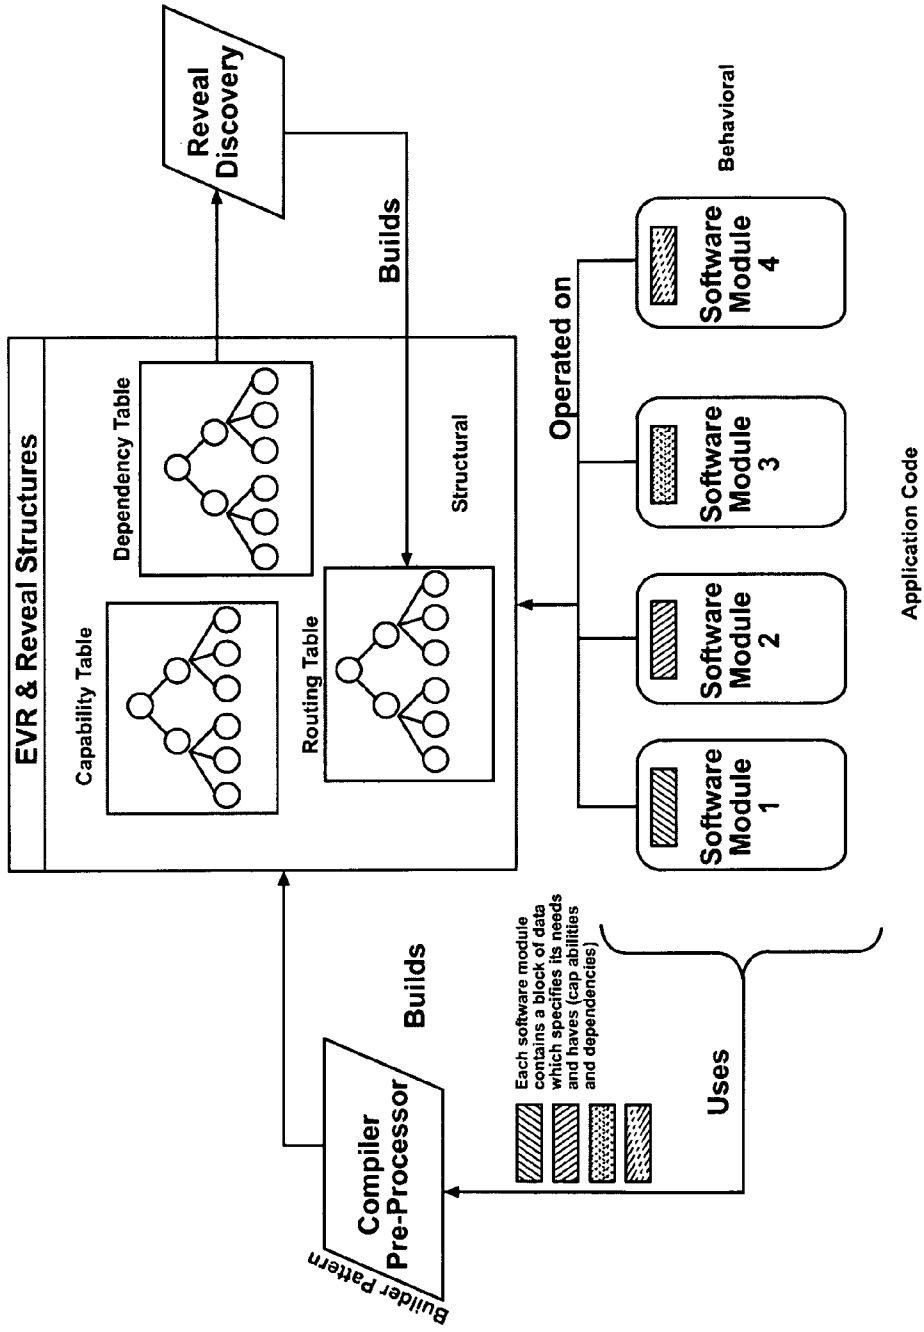 EVR & Reveal Structures
Capability Table
Dependency Table
Routing Table
Structural
Reveal
Discovery
Builds
Compiler
Pre-Processor
Builder Pattern
Builds
Each software module
contains a block of data
which specifies its needs
and haves (cap abilities
and dependencies)
Uses
Operated on
Software
Module
1
Software
Module
2
Software
Module
3
Software
Module
4
Behavioral
Application Code